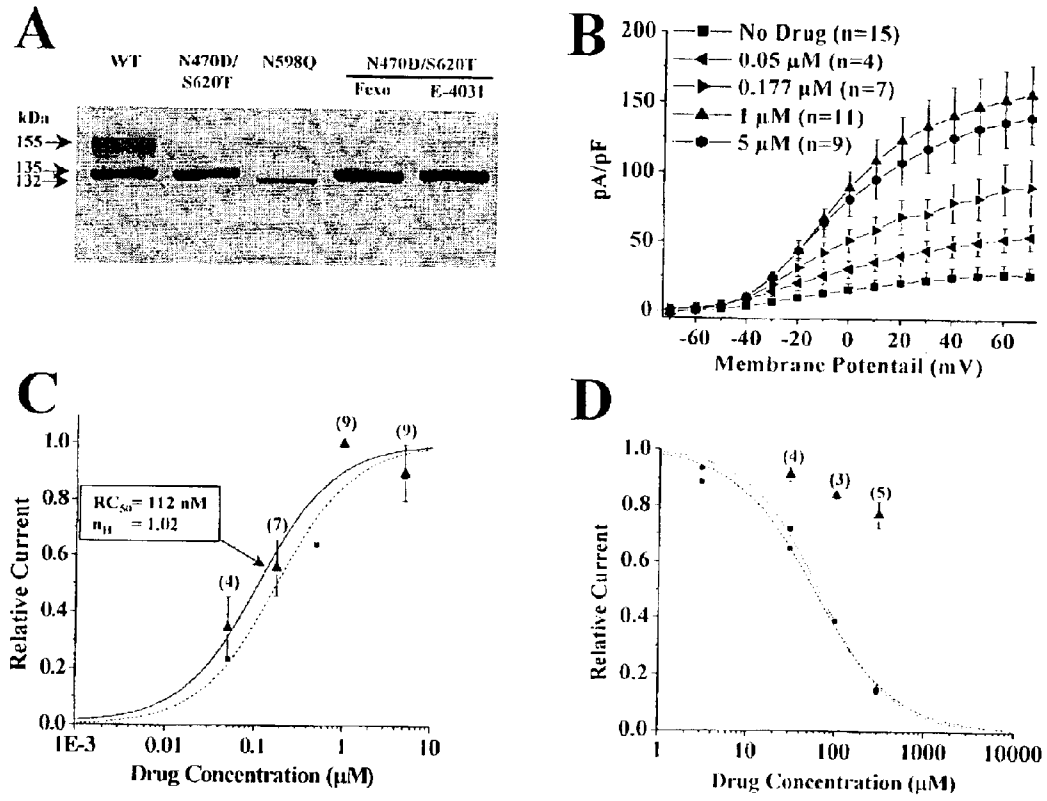 A
WT N470D/ N598Q N470D/S620T
S620T Fexo E-4031
kDa
155
135
132
B
200
150
100
50
0
pA/pF
No Drug (n=15)
0.05 µM (n=4)
0.177 µM (n=7)
1 µM (n=11)
5 µM (n=9)
-60 -40 -20 0 20 40 60
Membrane Potentail (mV)
C
1.0
0.8
0.6
0.4
0.2
0.0
Relative Current
RC50= 112 nM
nH = 1.02
(4)
(7)
(9)
(9)
1E-3 0.01 0.1 1 10
Drug Concentration (µM)
D
1.0
0.8
0.6
0.4
0.2
0.0
Relative Current
(4)
(3)
(5)
1 10 100 1000 10000
Drug Concentration (µM)